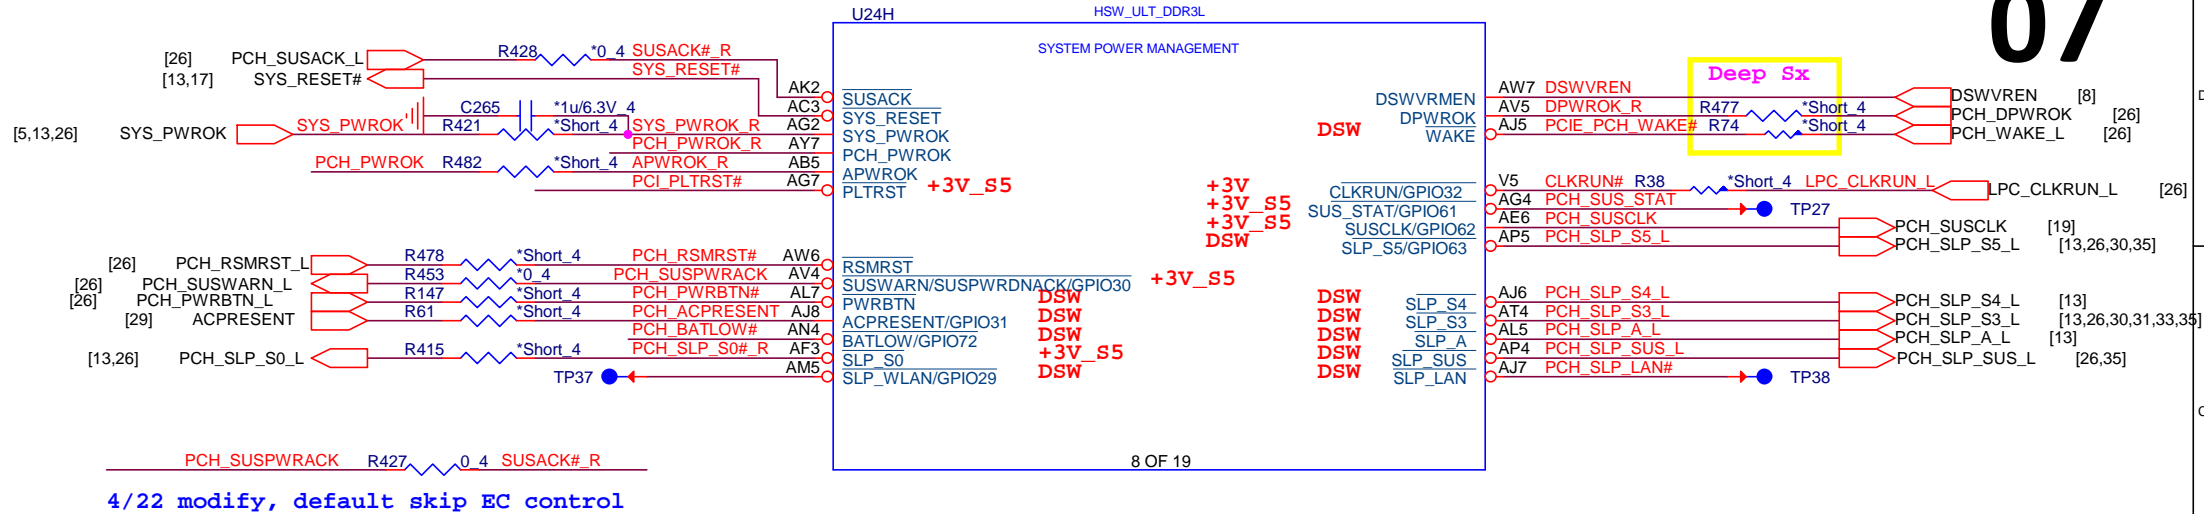 07
U24H
HSW_ULT_DDR3L
SYSTEM POWER MANAGEMENT
[26] PCH_SUSACK_L R428 *0_4 SUSACK#_R
[13,17] SYS_RESET# SYS_RESET#
C265 *1u/6.3V_4
[5,13,26] SYS_PWROK SYS_PWROK R421 *Short_4 SYS_PWROK_R
PCH_PWROK_R
PCH_PWROK R482 *Short_4 APWROK_R
PCI_PLTRST#
AK2 SUSACK
AC3 SYS_RESET
AG2 SYS_PWROK
AY7 PCH_PWROK
AB5 APWROK
AG7 PLTRST +3V_S5
[26] PCH_RSMRST_L R478 *Short_4 PCH_RSMRST# AW6 RSMRST
[26] PCH_SUSWARN_L R453 *0_4 PCH_SUSPWRACK AV4 SUSWARN/SUSPWRDNACK/GPIO30 +3V_S5
[26] PCH_PWRBTN_L R147 *Short_4 PCH_PWRBTN# AL7 PWRBTN DSW
[29] ACPRESENT R61 *Short_4 PCH_ACPRESENT AJ8 ACPRESENT/GPIO31 DSW
PCH_BATLOW# AN4 BATLOW/GPIO72 DSW
[13,26] PCH_SLP_S0_L R415 *Short_4 PCH_SLP_S0#_R AF3 SLP_S0 +3V_S5
TP37 AM5 SLP_WLAN/GPIO29 DSW
Deep Sx
DSWVRMEN AW7 DSWVREN DSWVREN [8]
DPWROK AV5 DPWROK_R R477 *Short_4 PCH_DPWROK [26]
DSW WAKE AJ5 PCIE_PCH_WAKE# R74 *Short_4 PCH_WAKE_L [26]
+3V CLKRUN/GPIO32 V5 CLKRUN# R38 *Short_4 LPC_CLKRUN_L LPC_CLKRUN_L [26]
+3V_S5 SUS_STAT/GPIO61 AG4 PCH_SUS_STAT TP27
+3V_S5 SUSCLK/GPIO62 AE6 PCH_SUSCLK PCH_SUSCLK [19]
DSW SLP_S5/GPIO63 AP5 PCH_SLP_S5_L PCH_SLP_S5_L [13,26,30,35]
DSW SLP_S4 AJ6 PCH_SLP_S4_L PCH_SLP_S4_L [13]
DSW SLP_S3 AT4 PCH_SLP_S3_L PCH_SLP_S3_L [13,26,30,31,33,35]
DSW SLP_A AL5 PCH_SLP_A_L PCH_SLP_A_L [13]
DSW SLP_SUS AP4 PCH_SLP_SUS_L PCH_SLP_SUS_L [26,35]
DSW SLP_LAN AJ7 PCH_SLP_LAN# TP38
8 OF 19
PCH_SUSPWRACK R427 0_4 SUSACK#_R
4/22 modify, default skip EC control